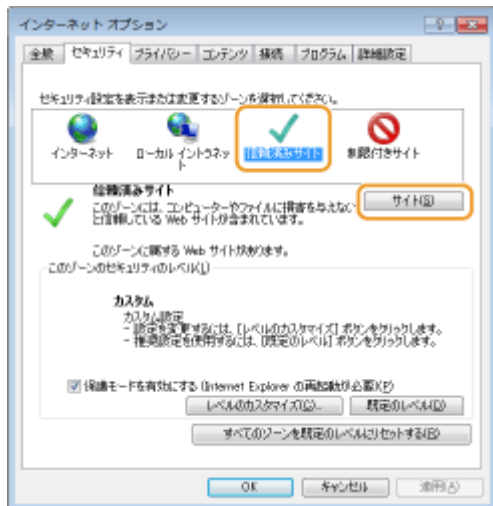 インターネット オプション
全般 セキュリティ プライバシー コンテンツ 接続 プログラム 詳細設定
セキュリティ設定を表示または変更するゾーンを選択してください。
インターネット ローカル イントラネット 信頼済みサイト 制限付きサイト
信頼済みサイト
サイト(S)
このゾーンには、コンピューターやファイルに損害を与えない
と信頼している Web サイトが含まれています。
このゾーンに属する Web サイトがあります。
このゾーンのセキュリティのレベル(L)
カスタム
カスタム設定
- 設定を変更するには、[レベルのカスタマイズ] ボタンをクリックします。
- 推奨設定を使用するには、[既定のレベル] ボタンをクリックします。
保護モードを有効にする (Internet Explorer の再起動が必要)(P)
レベルのカスタマイズ(C)... 既定のレベル(D)
すべてのゾーンを既定のレベルにリセットする(R)
OK キャンセル 適用(A)